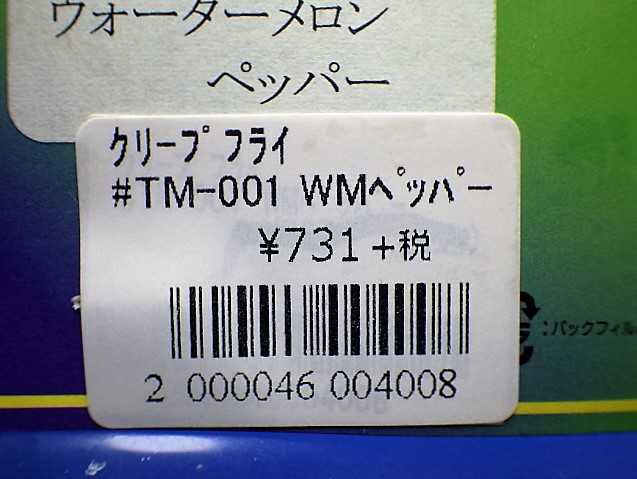 ウォーターメロン
ペッパー
ｸﾘｰﾌﾟﾌﾗｲ
#TM-001 WMﾍﾟｯﾊﾟｰ
¥731 +税
2 000046 004008
:バックフィル